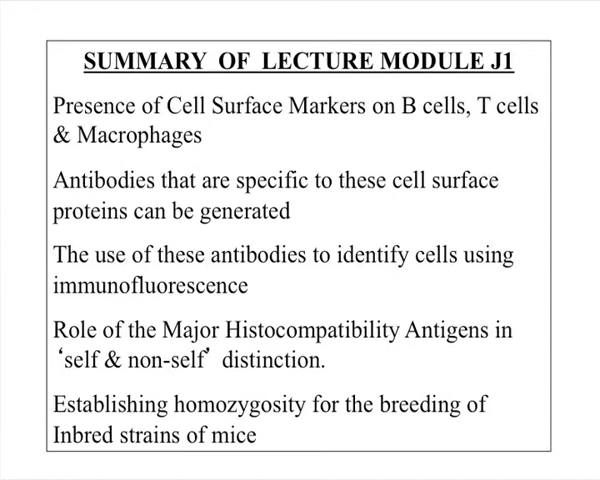 SUMMARY OF LECTURE MODULE J1
Presence of Cell Surface Markers on B cells, T cells
& Macrophages
Antibodies that are specific to these cell surface
proteins can be generated
The use of these antibodies to identify cells using
immunofluorescence
Role of the Major Histocompatibility Antigens in
‘self & non-self’ distinction.
Establishing homozygosity for the breeding of
Inbred strains of mice